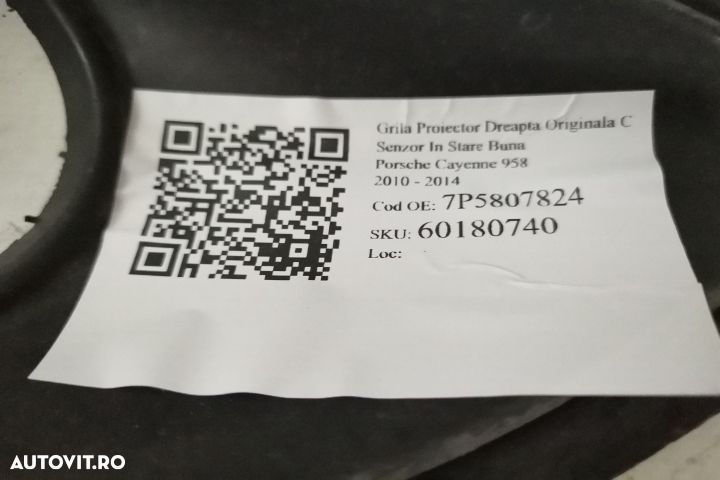 Grila Proiector Dreapta Originala C
Senzor In Stare Buna
Porsche Cayenne 958
2010 - 2014
Cod OE: 7P5807824
SKU: 60180740
Loc:
AUTOVIT.RO